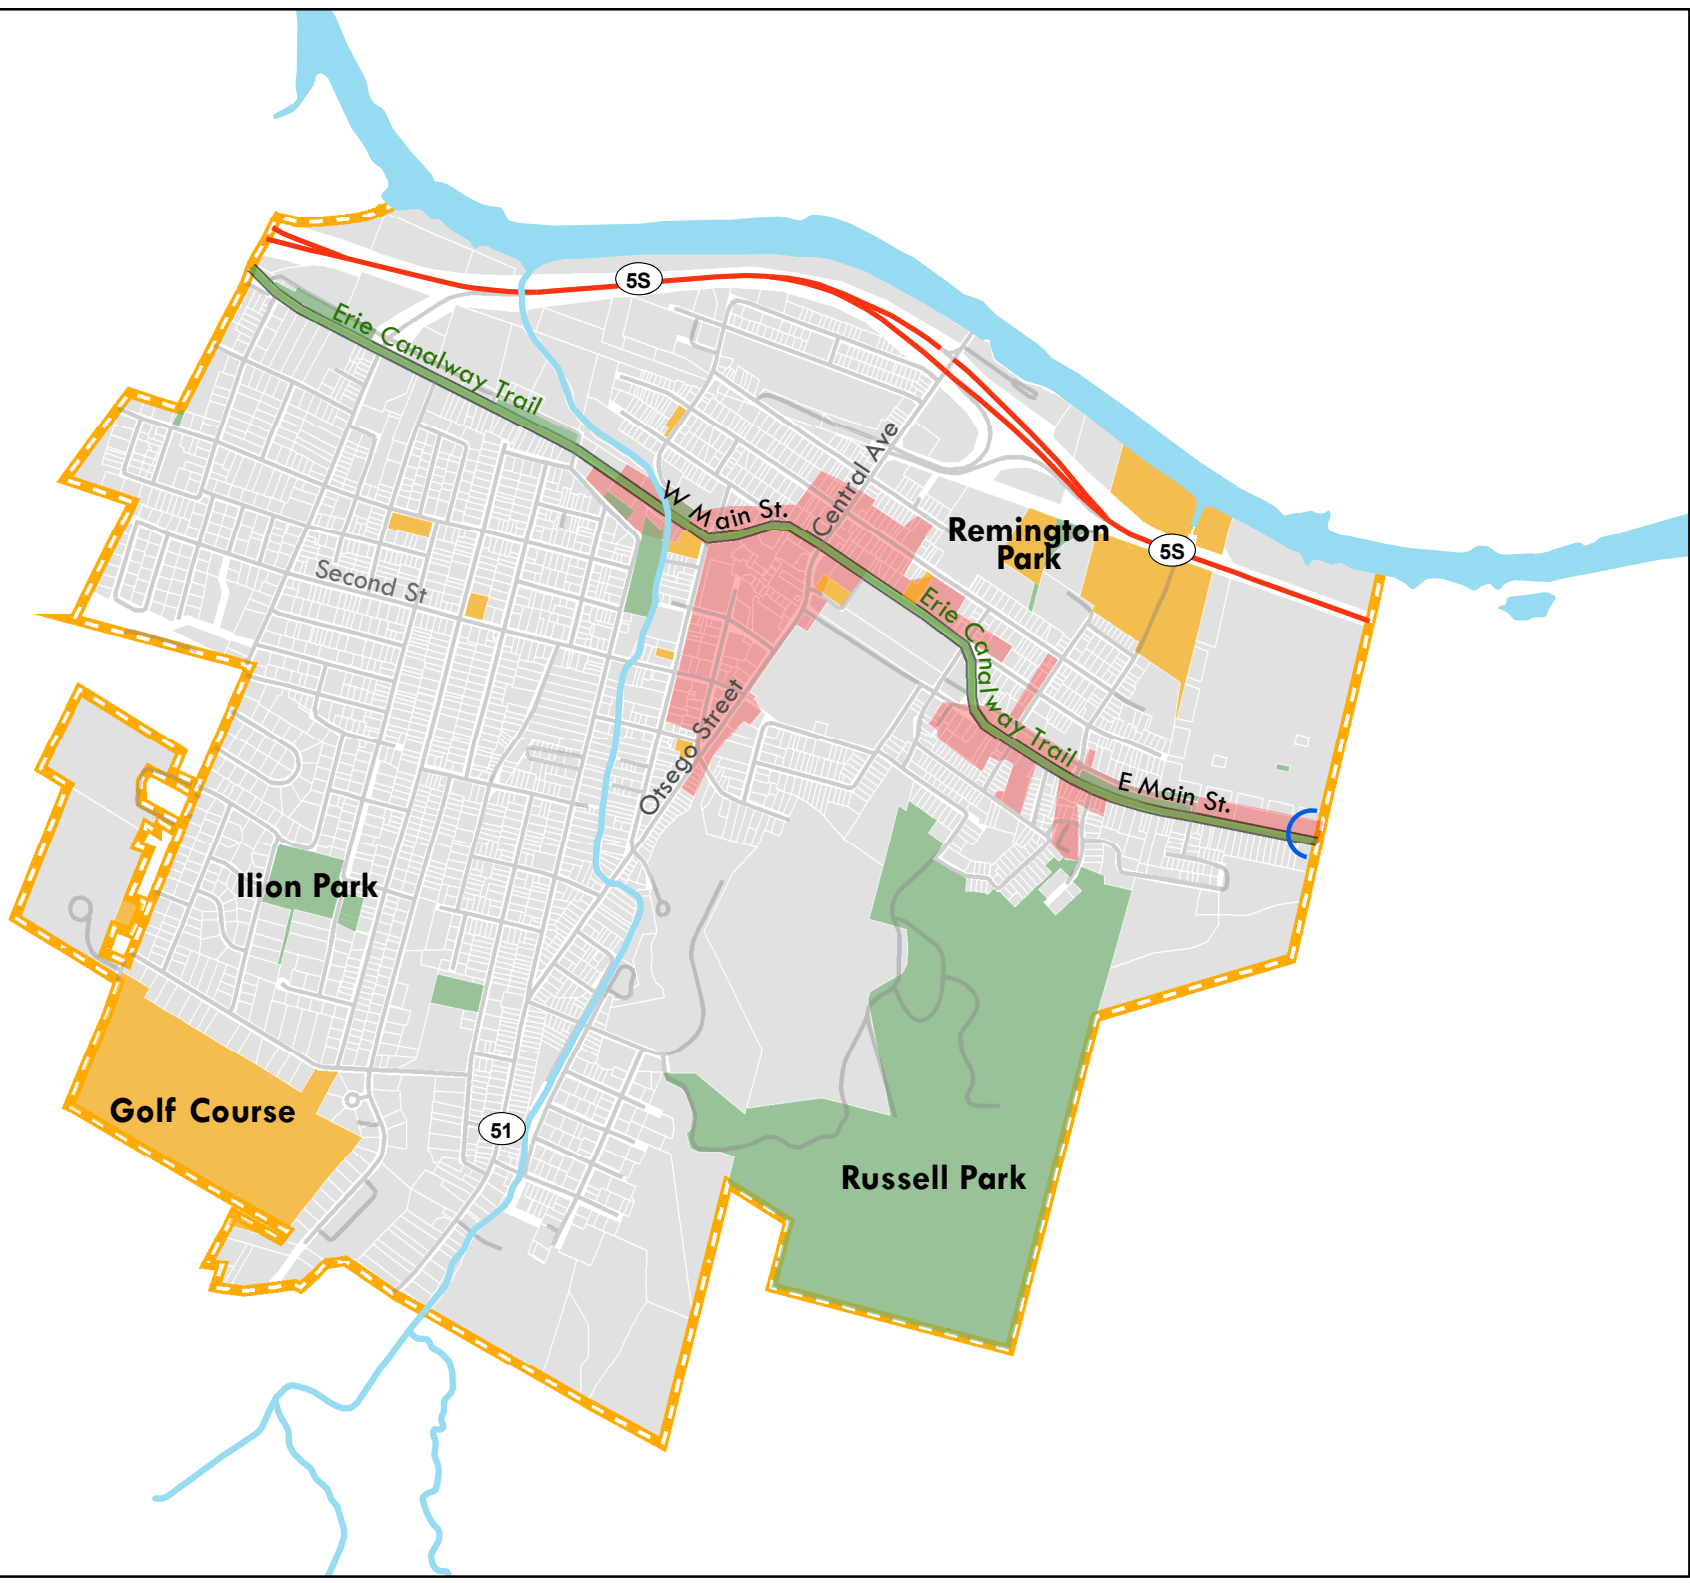 5S
Erie Canalway Trail
Central Ave
W Main St.
Remington
Park
5S
Second St
Erie Canalway Trail
Otsego Street
E Main St.
Ilion Park
Golf Course
51
Russell Park